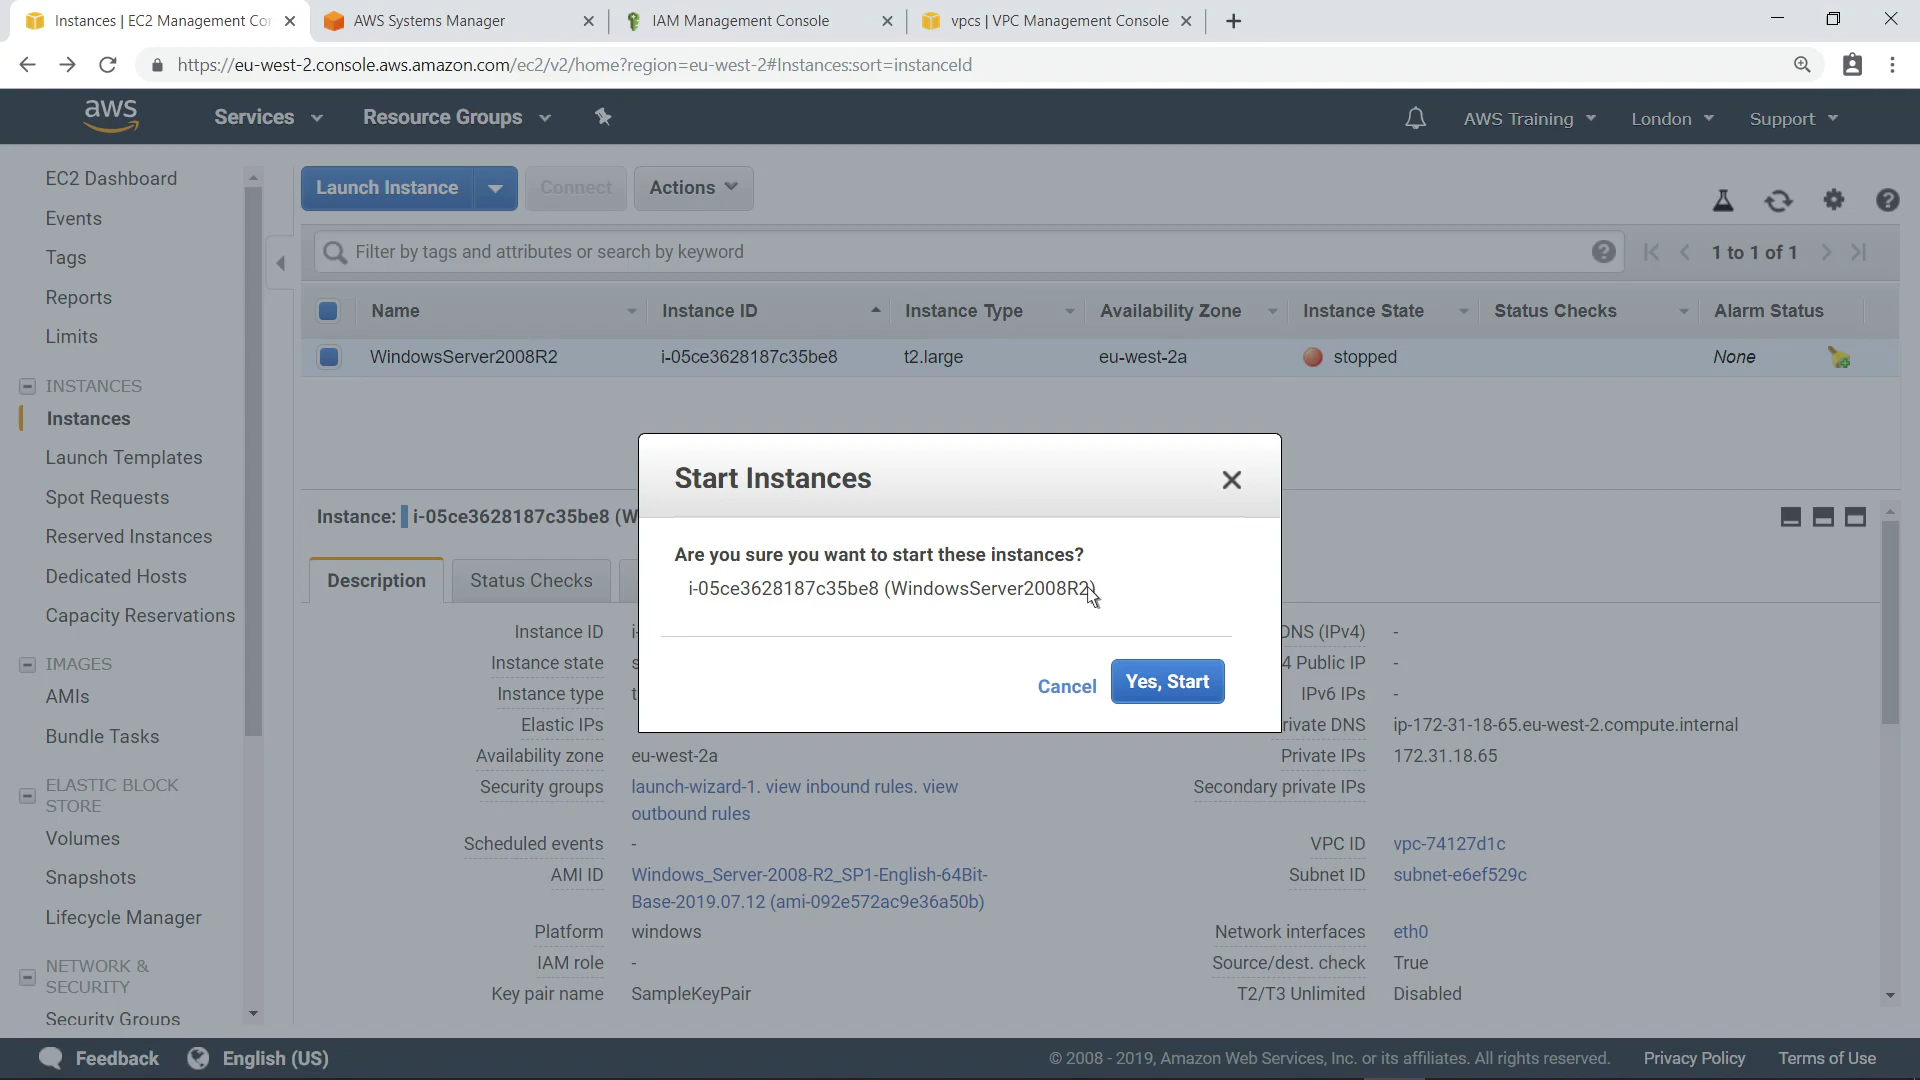 Instances | EC2 Management Cor
AWS Systems Manager
IAM Management Console
vpcs | VPC Management Console
https://eu-west-2.console.aws.amazon.com/ec2/v2/home?region=eu-west-2#Instances:sort=instanceId
aws
Services
Resource Groups
AWS Training
London
Support
EC2 Dashboard
Events
Tags
Reports
Limits
INSTANCES
Instances
Launch Templates
Spot Requests
Reserved Instances
Dedicated Hosts
Capacity Reservations
IMAGES
AMIs
Bundle Tasks
ELASTIC BLOCK
STORE
Volumes
Snapshots
Lifecycle Manager
NETWORK &
SECURITY
Security Groups
Launch Instance
Connect
Actions
Filter by tags and attributes or search by keyword
1 to 1 of 1
Name Instance ID Instance Type Availability Zone Instance State Status Checks Alarm Status
WindowsServer2008R2 i-05ce3628187c35be8 t2.large eu-west-2a stopped None
Start Instances
Are you sure you want to start these instances?
i-05ce3628187c35be8 (WindowsServer2008R2)
Cancel
Yes, Start
Instance: i-05ce3628187c35be8 (W
Description
Status Checks
Instance ID i-
Instance state s
Instance type t
Elastic IPs
Availability zone eu-west-2a
Security groups launch-wizard-1. view inbound rules. view
outbound rules
Scheduled events -
AMI ID Windows_Server-2008-R2_SP1-English-64Bit-
Base-2019.07.12 (ami-092e572ac9e36a50b)
Platform windows
IAM role -
Key pair name SampleKeyPair
DNS (IPv4) -
4 Public IP -
IPv6 IPs -
rivate DNS ip-172-31-18-65.eu-west-2.compute.internal
Private IPs 172.31.18.65
Secondary private IPs
VPC ID vpc-74127d1c
Subnet ID subnet-e6ef529c
Network interfaces eth0
Source/dest. check True
T2/T3 Unlimited Disabled
Feedback
English (US)
© 2008 - 2019, Amazon Web Services, Inc. or its affiliates. All rights reserved.
Privacy Policy
Terms of Use